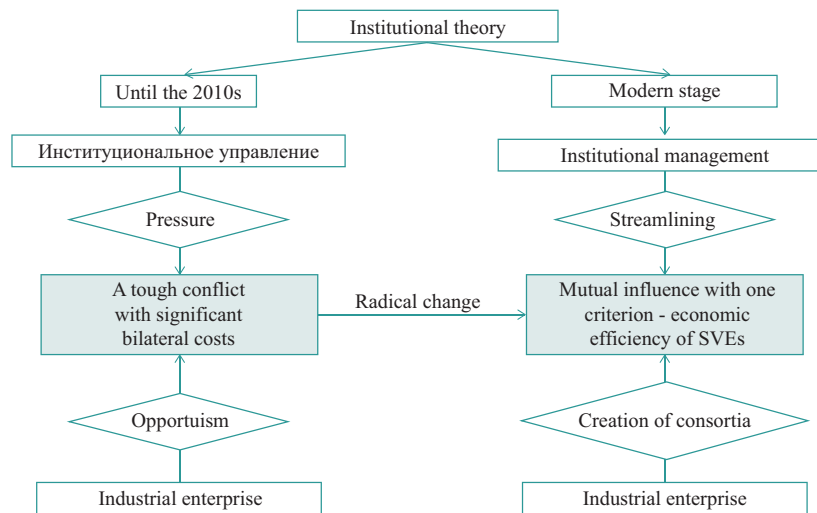 Institutional theory
Until the 2010s
Modern stage
Институциональное управление
Institutional management
Pressure
Streamlining
A tough conflict
with significant
bilateral costs
Radical change
Mutual influence with one
criterion - economic
efficiency of SVEs
Opportuism
Creation of consortia
Industrial enterprise
Industrial enterprise